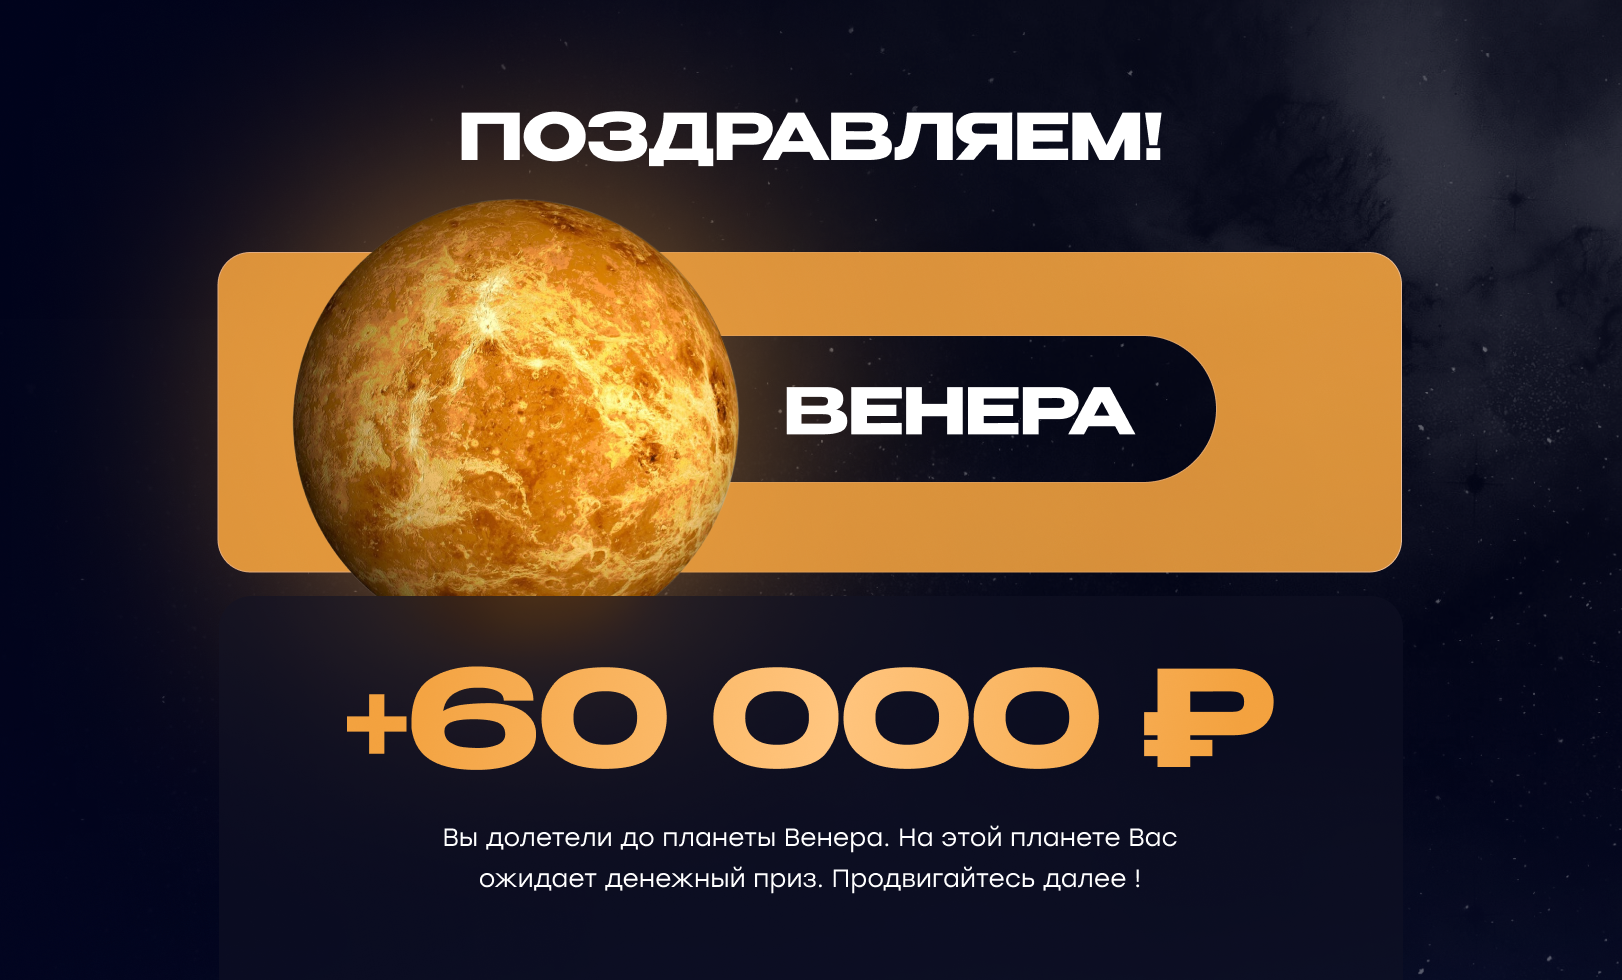 ПОЗДРАВЛЯЕМ!
ВЕНЕРА
+60 000 ₽
Вы долетели до планеты Венера. На этой планете Вас
ожидает денежный приз. Продвигайтесь далее !